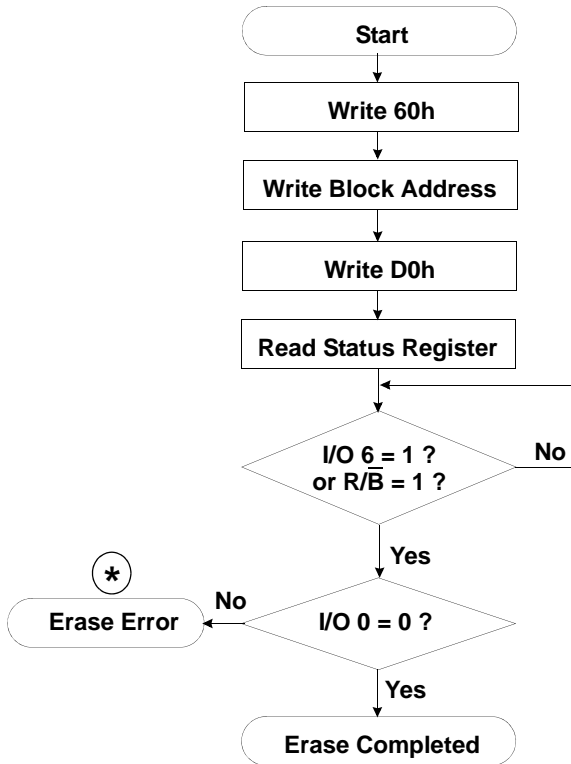 Start
Write 60h
Write Block Address
Write D0h
Read Status Register
I/O 6 = 1 ?
or R/B̅ = 1 ?
No
Yes
*
No
Erase Error
I/O 0 = 0 ?
Yes
Erase Completed